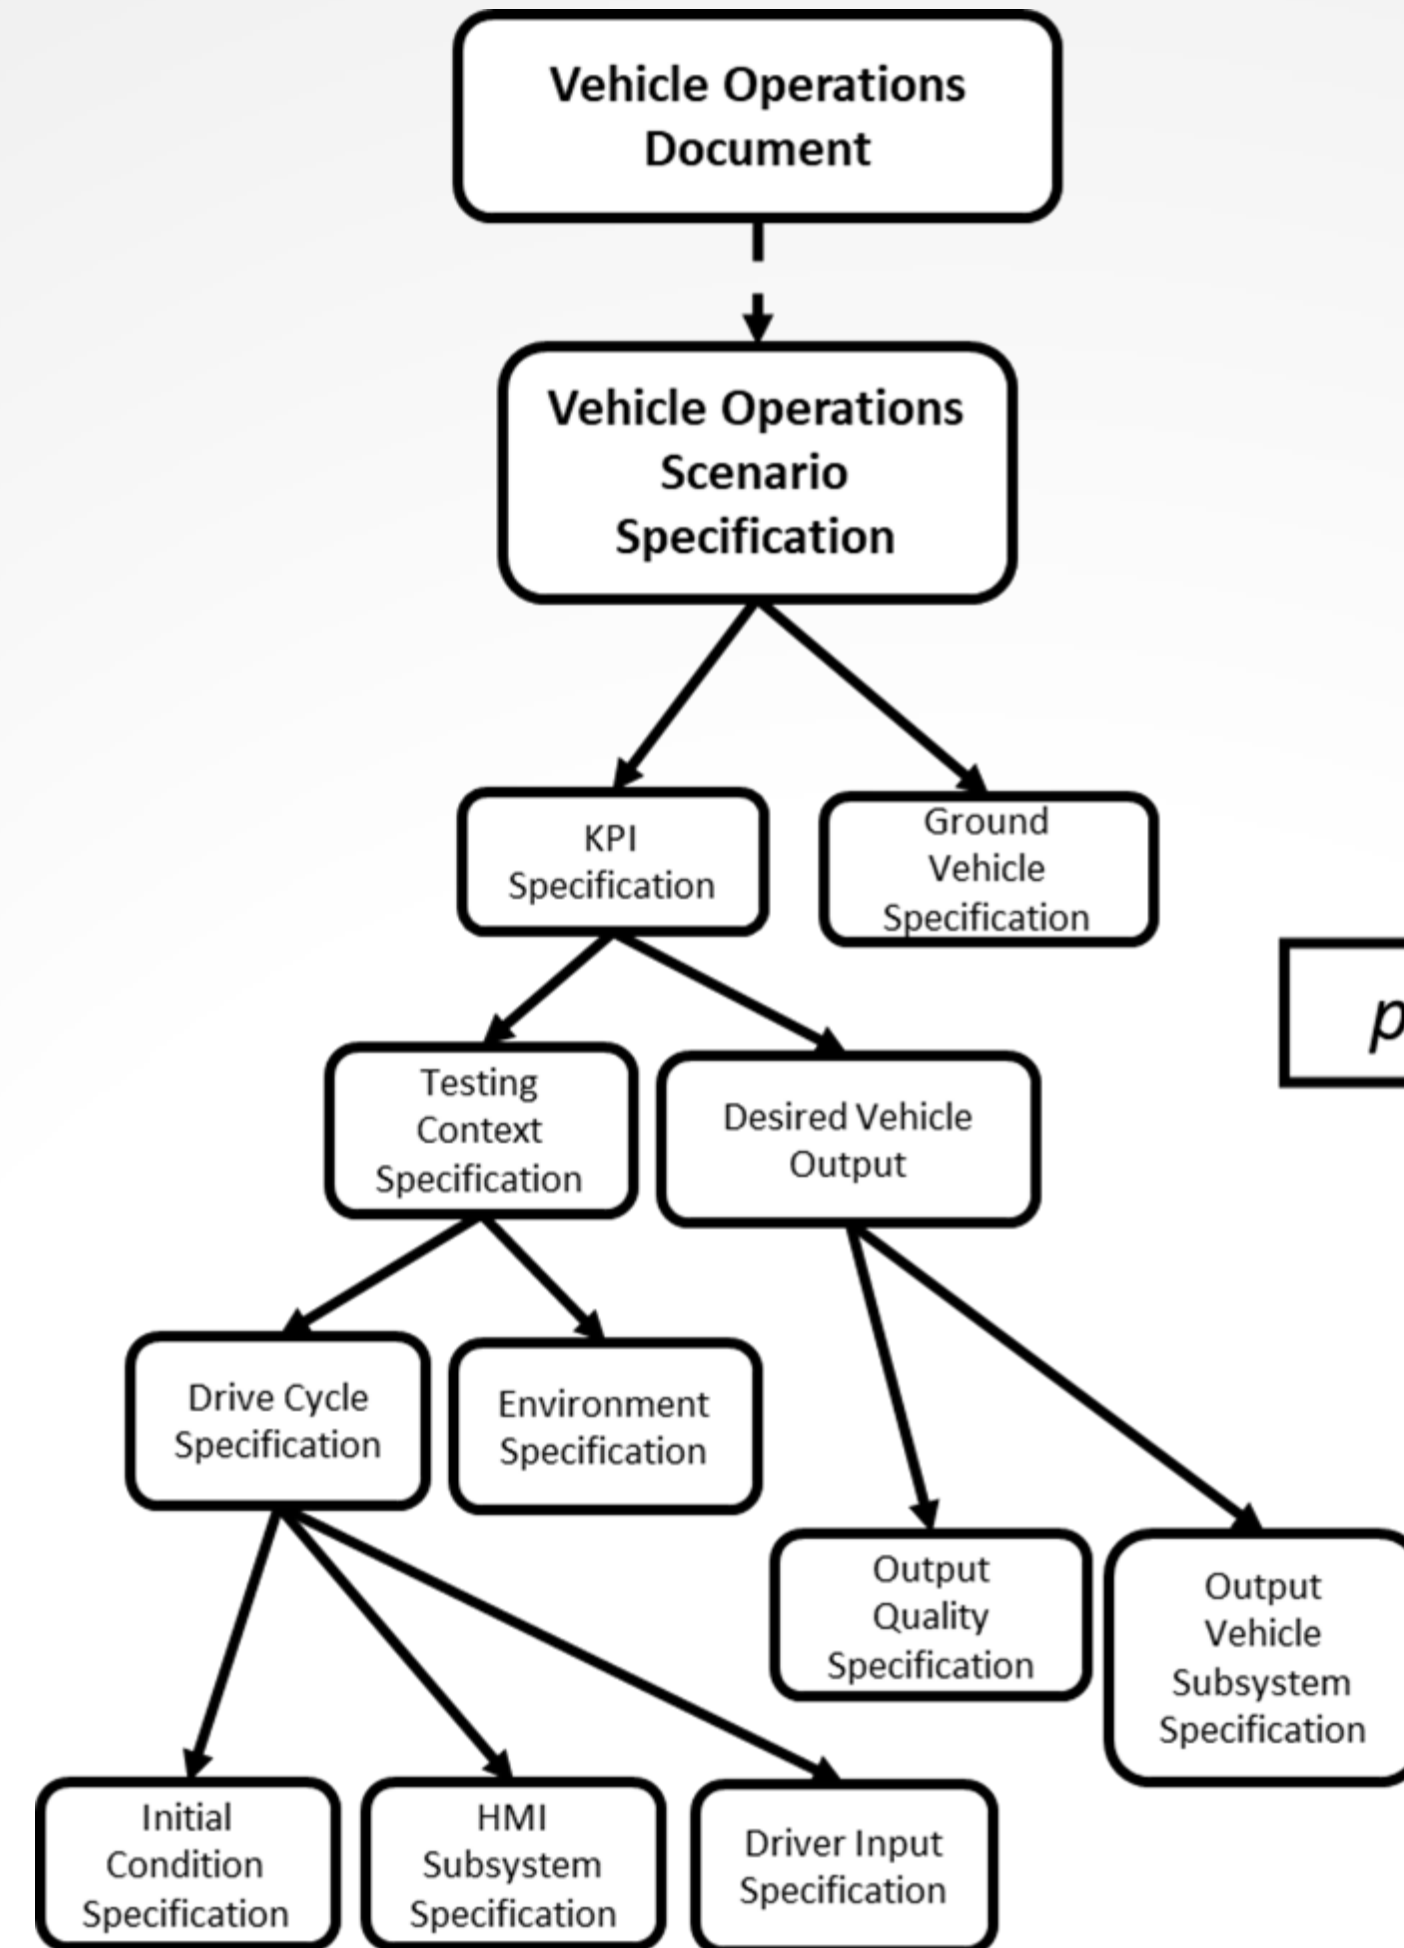 Vehicle Operations
Document
Vehicle Operations
Scenario
Specification
KPI
Specification
Ground
Vehicle
Specification
p
Testing
Context
Specification
Desired Vehicle
Output
Drive Cycle
Specification
Environment
Specification
Output
Quality
Specification
Output
Vehicle
Subsystem
Specification
Initial
Condition
Specification
HMI
Subsystem
Specification
Driver Input
Specification